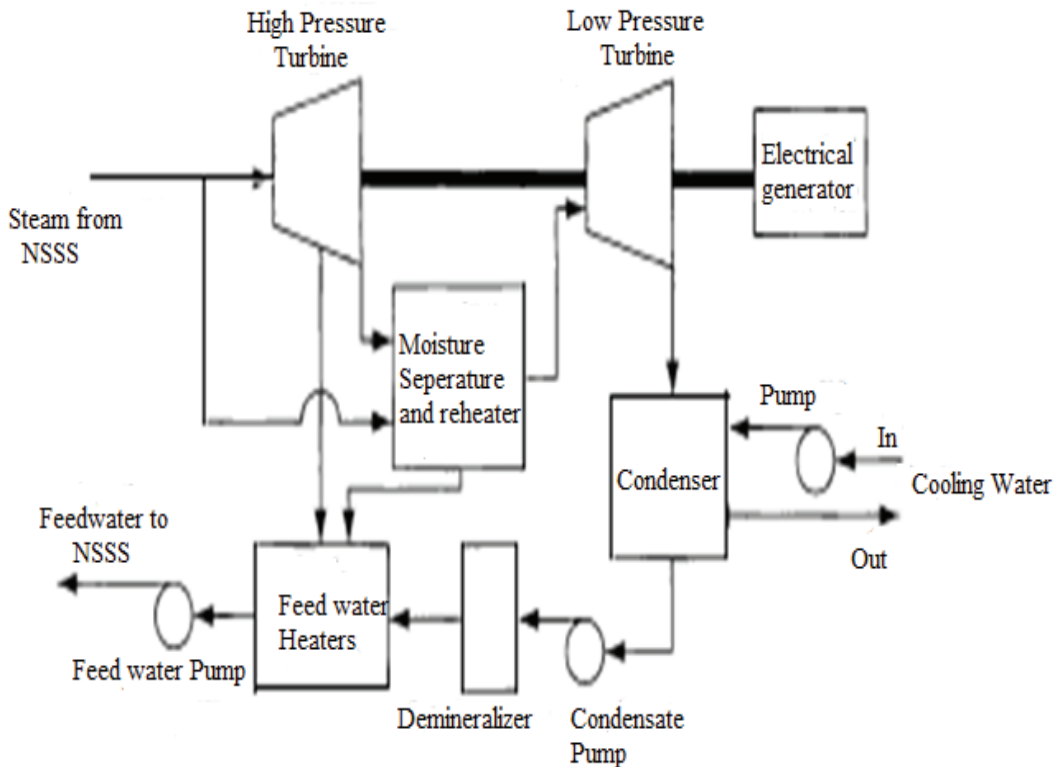 High Pressure
Turbine
Low Pressure
Turbine
Electrical
generator
Steam from
NSSS
Moisture
Seperature
and reheater
Pump
In
Condenser
Cooling Water
Out
Feedwater to
NSSS
Feed water
Heaters
Feed water Pump
Demineralizer
Condensate
Pump